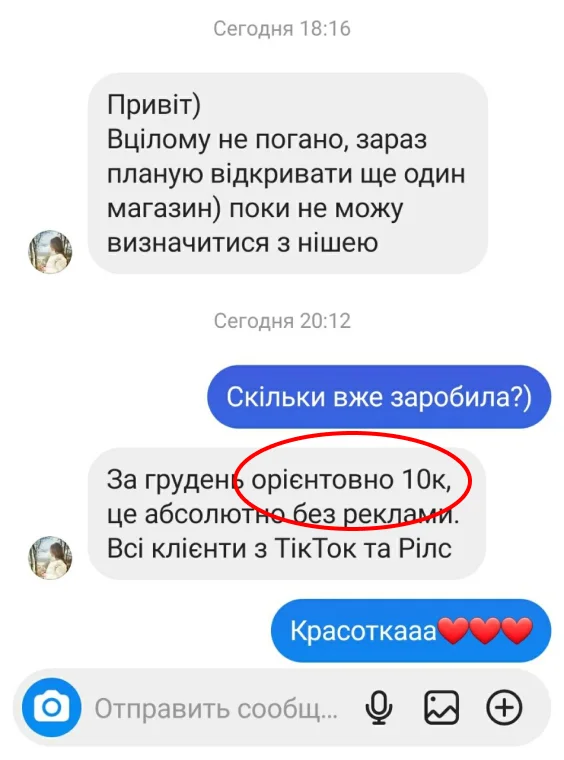 Сегодня 18:16
Привіт)
Вцілому не погано, зараз
планую відкривати ще один
магазин) поки не можу
визначитися з нішею
Сегодня 20:12
Скільки вже заробила?)
За грудень орієнтовно 10к,
це абсолютно без реклами.
Всі клієнти з ТікТок та Рілс
Красоткааа❤️❤️❤️
Отправить сообщ...